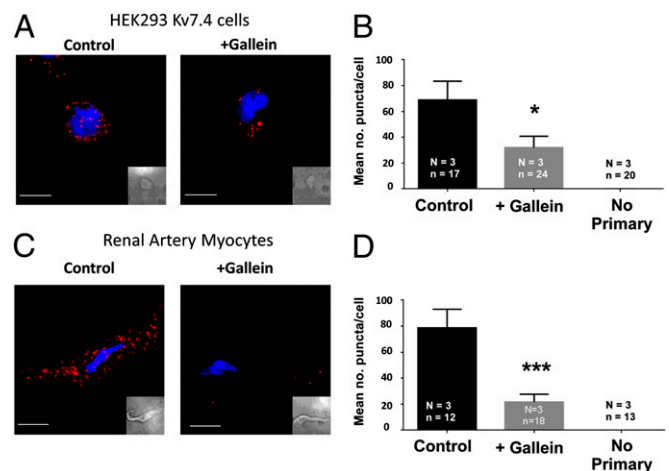 A
HEK293 Kv7.4 cells
Control
+Gallein
B
Mean no. puncta/cell
100
80
60
40
20
0
*
N = 3
n = 17
N = 3
n = 24
N = 3
n = 20
Control
+ Gallein
No
Primary
C
Renal Artery Myocytes
Control
+Gallein
D
Mean no. puncta/cell
100
80
60
40
20
0
***
N = 3
n = 12
N=3
n=18
N = 3
n = 13
Control
+ Gallein
No
Primary